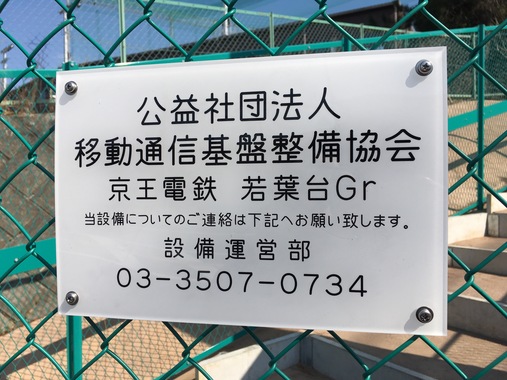 公益社団法人
移動通信基盤整備協会
京王電鉄 若葉台Gr
当設備についてのご連絡は下記へお願い致します。
設備運営部
03-3507-0734